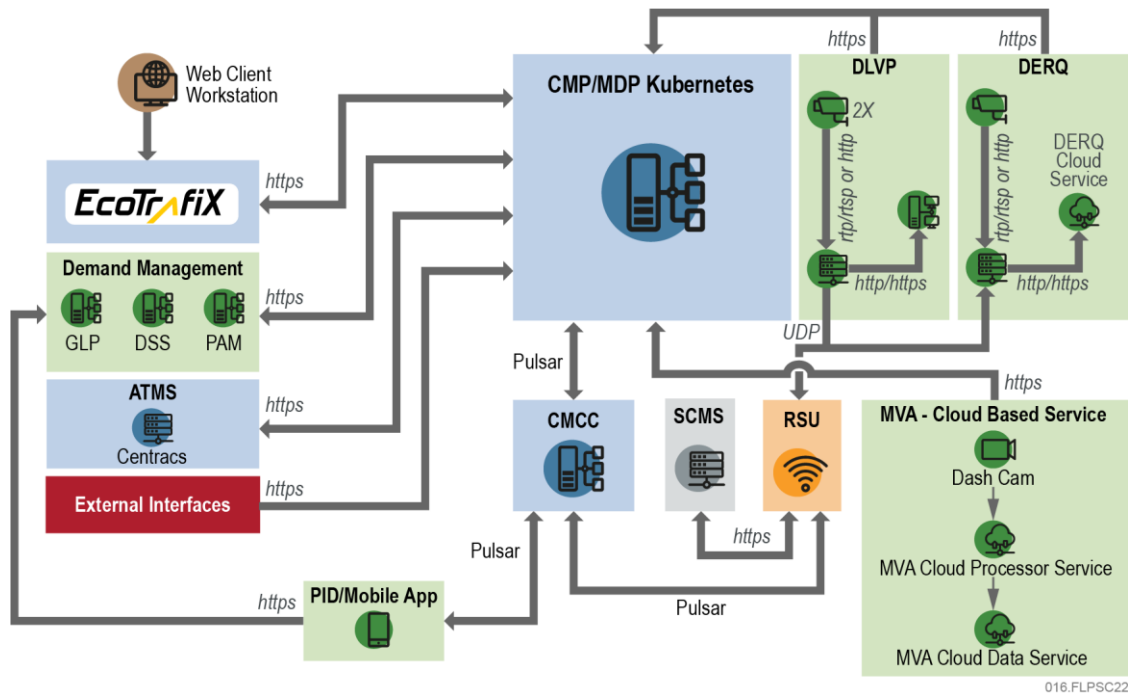 Web Client
Workstation
EcoTrafiX
https
Demand Management
GLP
DSS
PAM
https
ATMS
Centracs
https
External Interfaces
https
CMP/MDP Kubernetes
https
DLVP
2X
rtp/rtsp or http
http/https
https
DERQ
DERQ
Cloud
Service
rtp/rtsp or http
http/https
UDP
Pulsar
CMCC
SCMS
RSU
https
https
MVA - Cloud Based Service
Dash Cam
MVA Cloud Processor Service
MVA Cloud Data Service
Pulsar
Pulsar
https
PID/Mobile App
016.FLPSC22